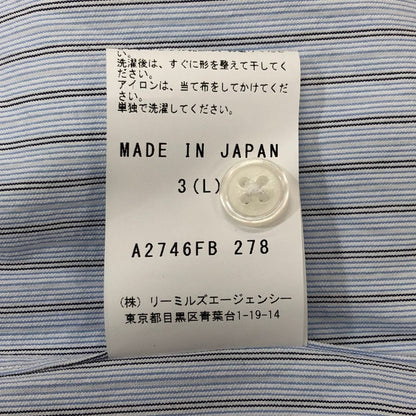 い。
洗濯後は、すぐに形を整えて干してく
ださい。
アイロンは、当て布をしてかけてくだ
さい。
単独で洗濯してください。
MADE IN JAPAN
3(L)
A2746FB 278
(株) リーミルズエージェンシー
東京都目黒区青葉台1-19-14